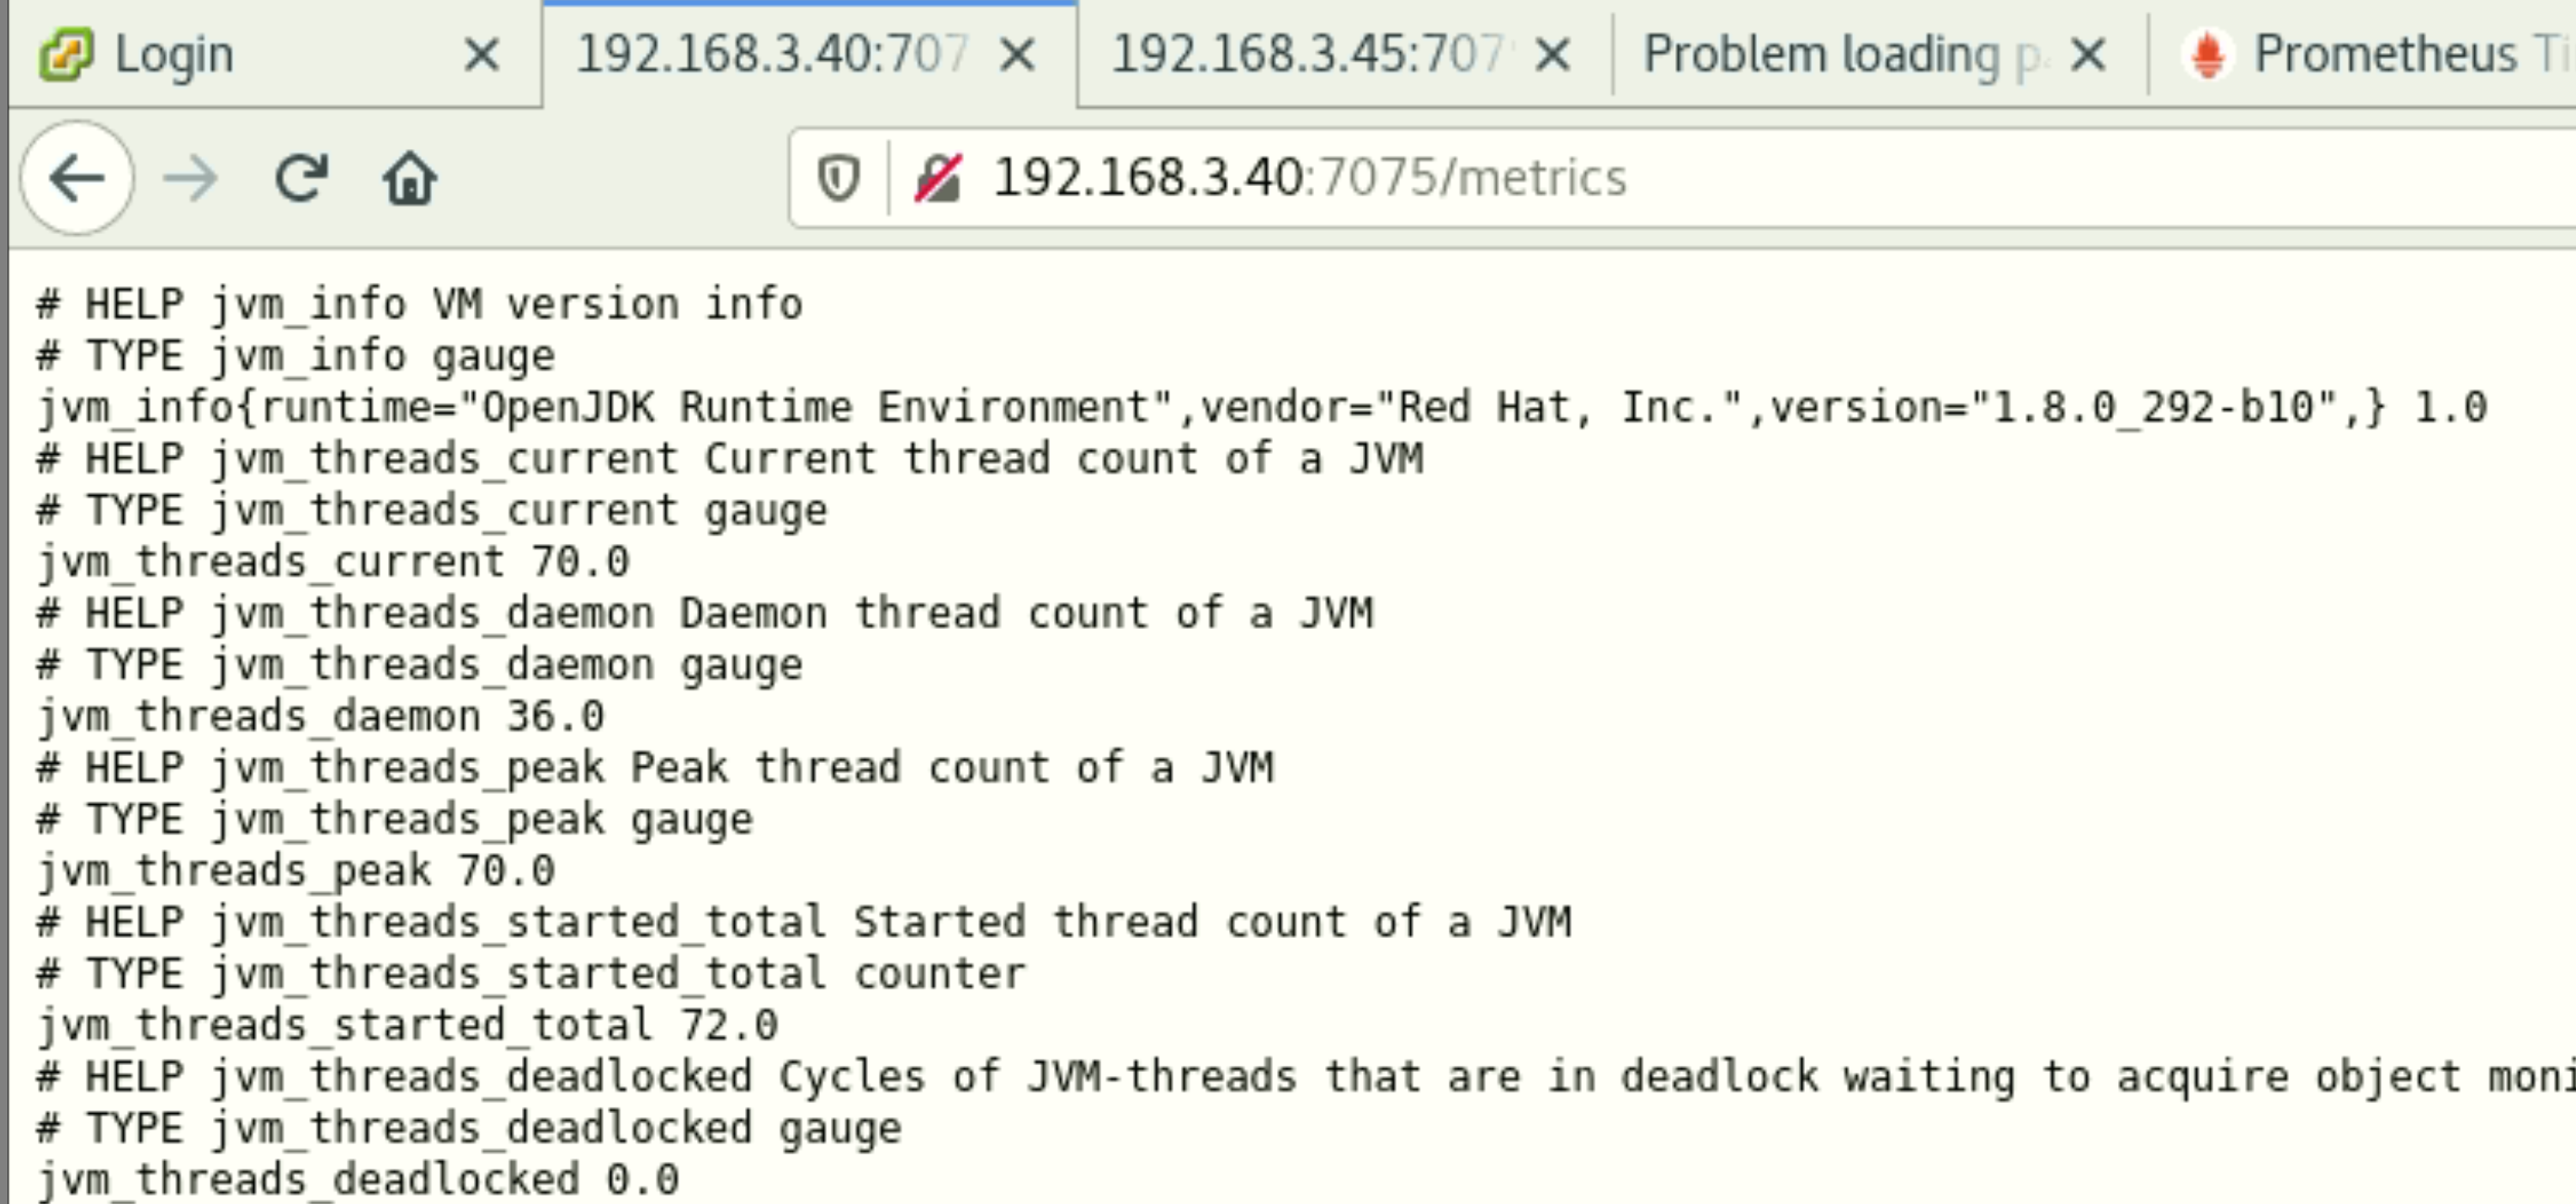 Login
192.168.3.40:707
192.168.3.45:707
Problem loading
Prometheus
192.168.3.40:7075/metrics
# HELP jvm_info VM version info
# TYPE jvm_info gauge
jvm_info{runtime="OpenJDK Runtime Environment",vendor="Red Hat, Inc.",version="1.8.0_292-b10",} 1.0
# HELP jvm_threads_current Current thread count of a JVM
# TYPE jvm_threads_current gauge
jvm_threads_current 70.0
# HELP jvm_threads_daemon Daemon thread count of a JVM
# TYPE jvm_threads_daemon gauge
jvm_threads_daemon 36.0
# HELP jvm_threads_peak Peak thread count of a JVM
# TYPE jvm_threads_peak gauge
jvm_threads_peak 70.0
# HELP jvm_threads_started_total Started thread count of a JVM
# TYPE jvm_threads_started_total counter
jvm_threads_started_total 72.0
# HELP jvm_threads_deadlocked Cycles of JVM-threads that are in deadlock waiting to acquire object moni
# TYPE jvm_threads_deadlocked gauge
jvm_threads_deadlocked 0.0